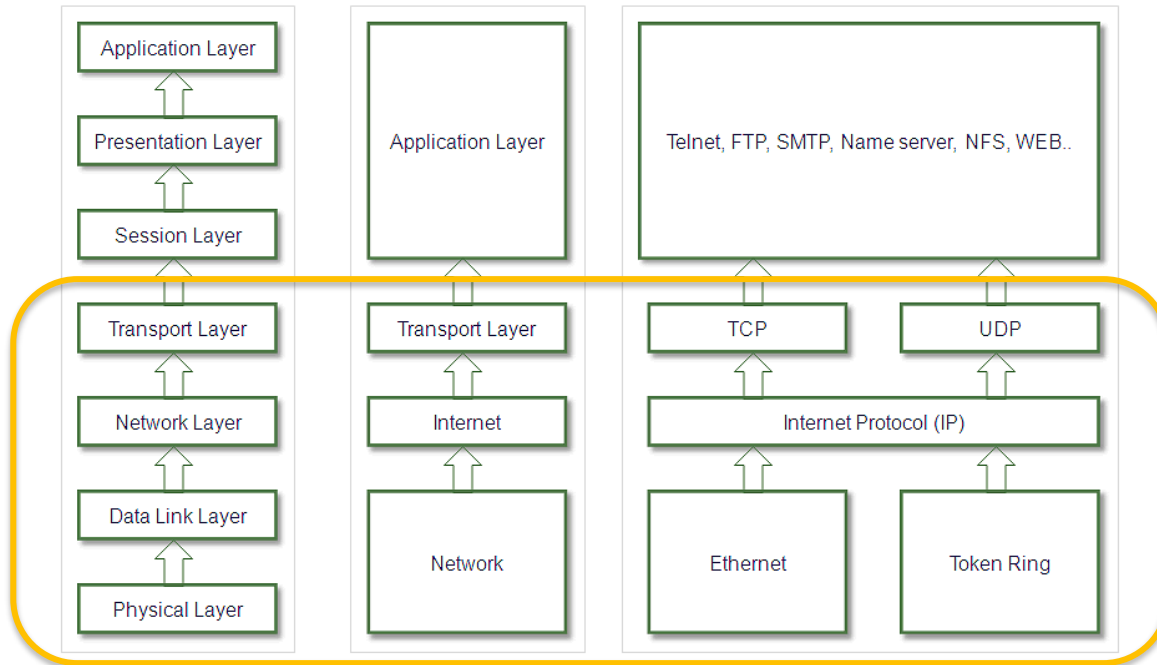 Application Layer
Presentation Layer
Session Layer
Transport Layer
Network Layer
Data Link Layer
Physical Layer
Application Layer
Transport Layer
Internet
Network
Telnet, FTP, SMTP, Name server, NFS, WEB..
TCP
UDP
Internet Protocol (IP)
Ethernet
Token Ring